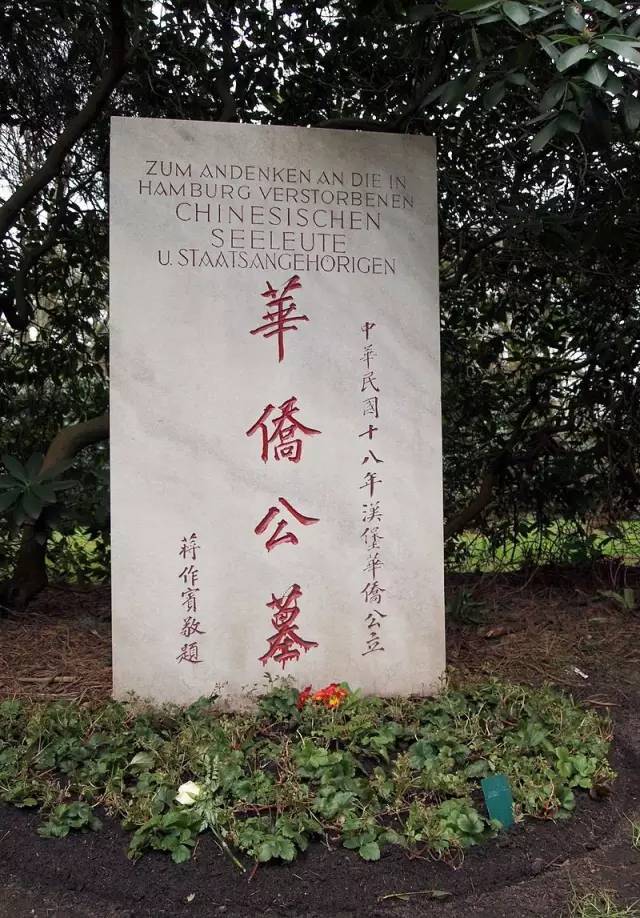 ZUM ANDENKEN AN DIE IN
HAMBURG VERSTORBENEN
CHINESISCHEN
SEELEUTE
U. STAATSANGEHÖRIGEN
中華民國十八年漢堡華僑公立
華僑公墓
蔣作賓敬題